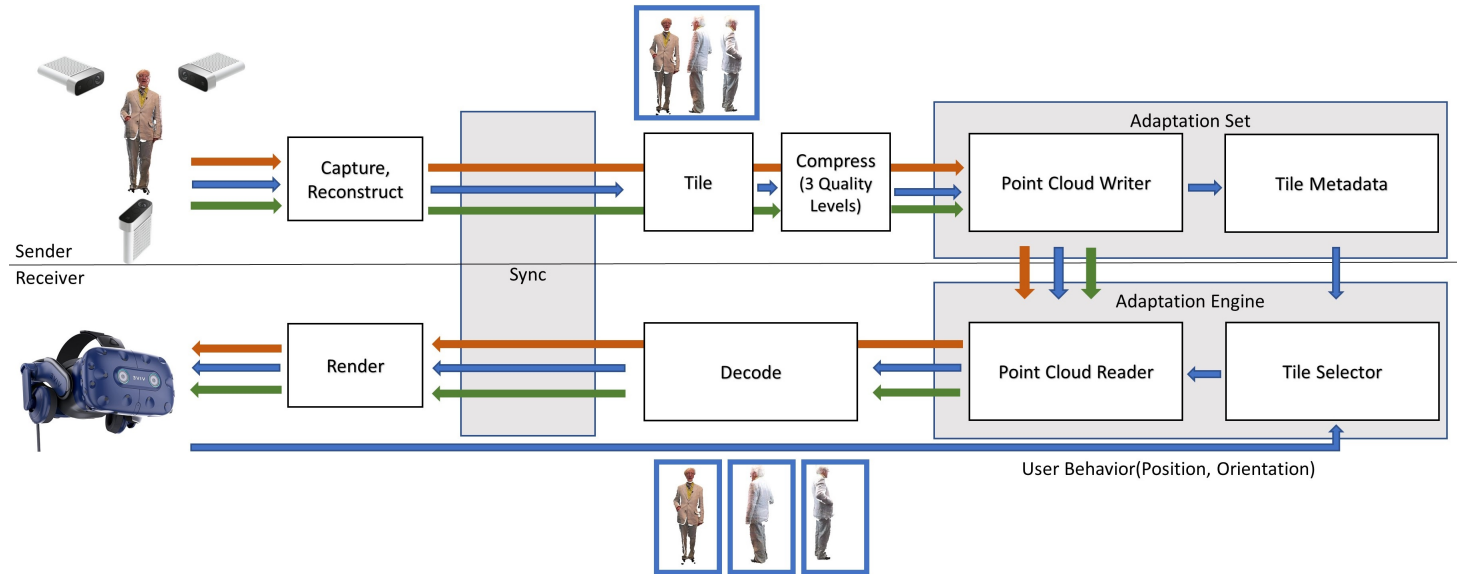 Adaptation Set
Capture,
Reconstruct
Tile
Compress
(3 Quality
Levels)
Point Cloud Writer
Tile Metadata
Sender
Receiver
Sync
Adaptation Engine
Render
Decode
Point Cloud Reader
Tile Selector
VIVE
User Behavior(Position, Orientation)